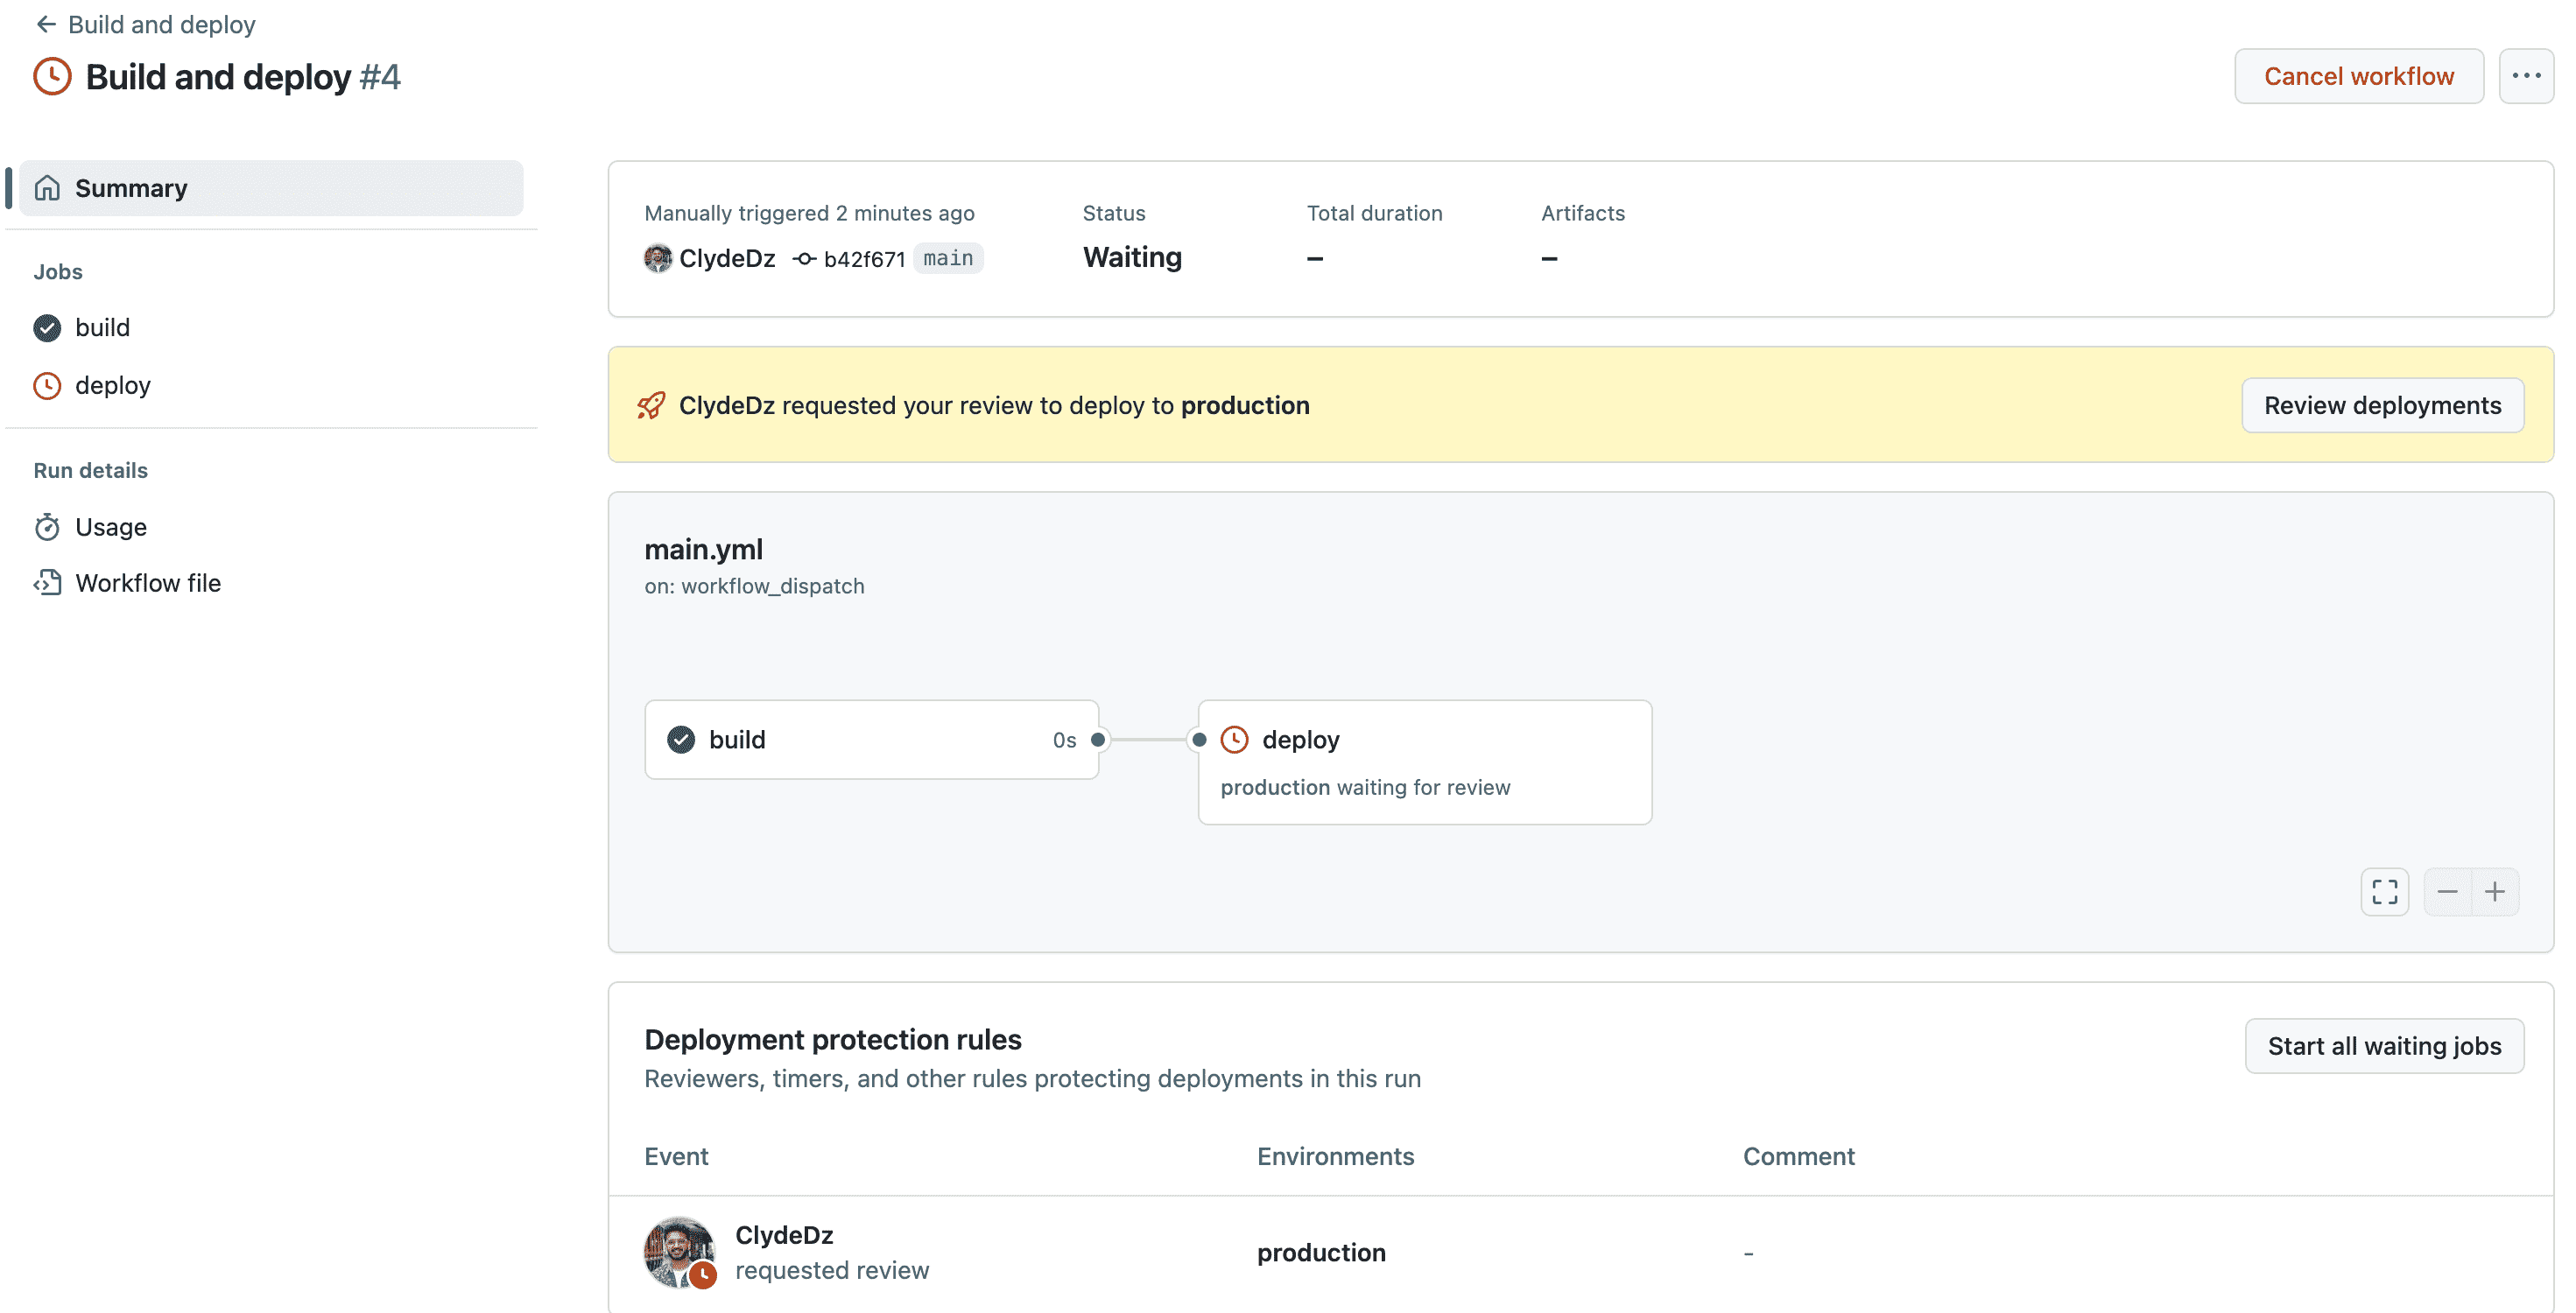 Build and deploy
Build and deploy #4
Cancel workflow
Summary
Jobs
build
deploy
Run details
Usage
Workflow file
Manually triggered 2 minutes ago
ClydeDz b42f671 main
Status
Waiting
Total duration
–
Artifacts
–
ClydeDz requested your review to deploy to production
Review deployments
main.yml
on: workflow_dispatch
build 0s
deploy
production waiting for review
Deployment protection rules
Reviewers, timers, and other rules protecting deployments in this run
Start all waiting jobs
Event Environments Comment
ClydeDz
requested review
production
-